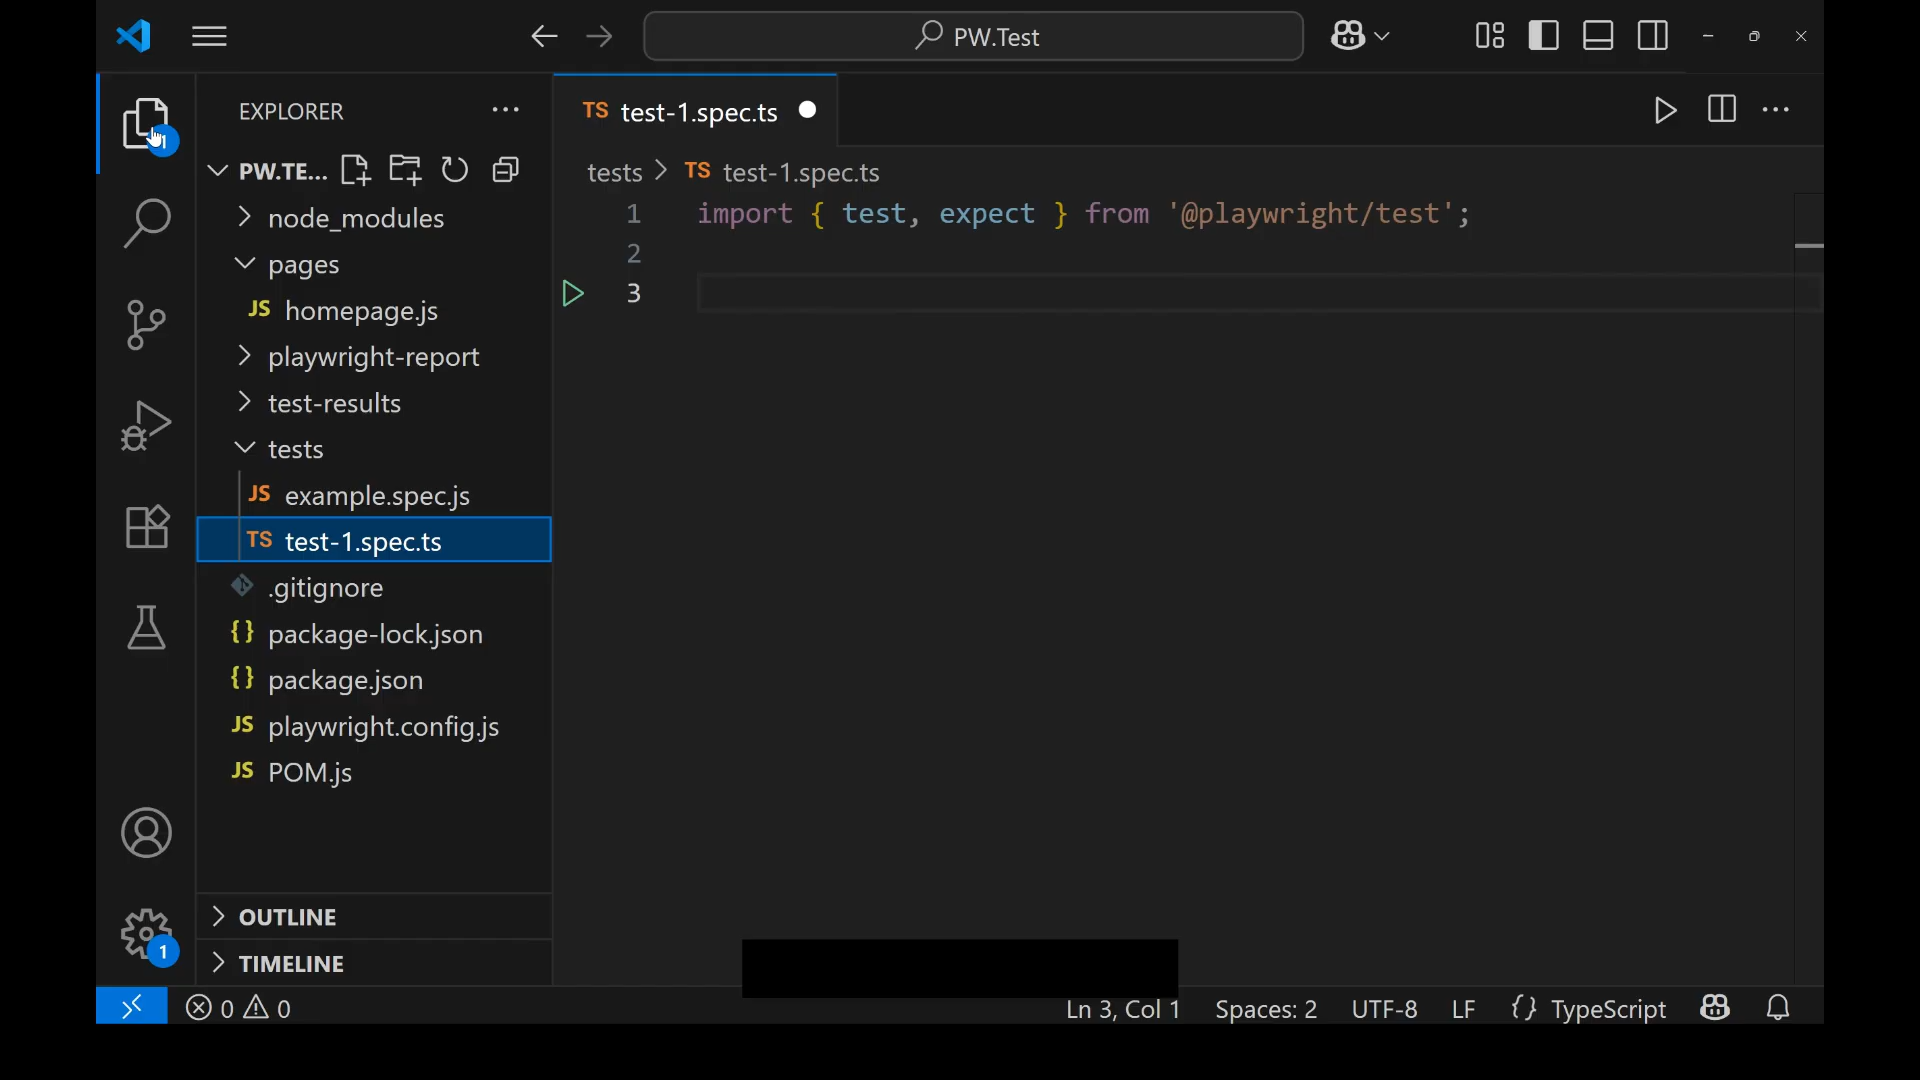 PW.Test
EXPLORER
TS test-1.spec.ts
PW.TE...
tests > TS test-1.spec.ts
1 import { test, expect } from '@playwright/test';
2
3
node_modules
pages
JS homepage.js
playwright-report
test-results
tests
JS example.spec.js
TS test-1.spec.ts
.gitignore
{} package-lock.json
{} package.json
JS playwright.config.js
JS POM.js
OUTLINE
1
TIMELINE
0 0
Ln 3, Col 1
Spaces: 2
UTF-8
LF
{} TypeScript